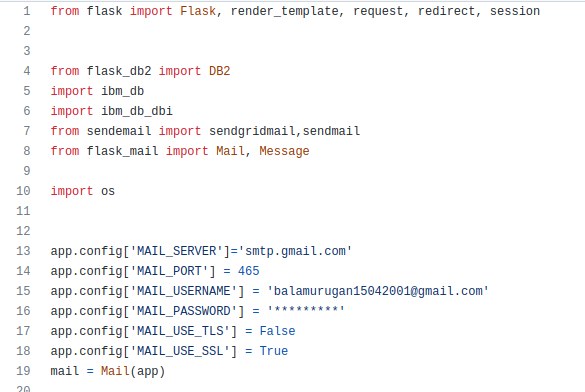 1 from flask import Flask, render_template, request, redirect, session
2
3
4 from flask_db2 import DB2
5 import ibm_db
6 import ibm_db_dbi
7 from sendemail import sendgridmail,sendmail
8 from flask_mail import Mail, Message
9
10 import os
11
12
13 app.config['MAIL_SERVER']='smtp.gmail.com'
14 app.config['MAIL_PORT'] = 465
15 app.config['MAIL_USERNAME'] = 'balamurugan15042001@gmail.com'
16 app.config['MAIL_PASSWORD'] = '*********'
17 app.config['MAIL_USE_TLS'] = False
18 app.config['MAIL_USE_SSL'] = True
19 mail = Mail(app)
20